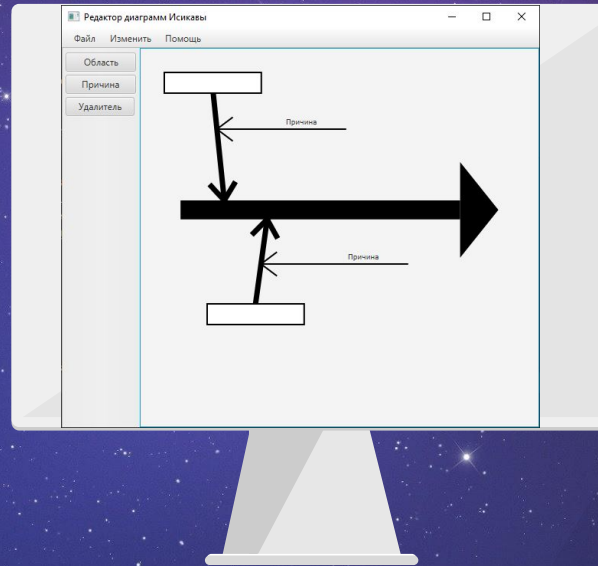 Редактор диаграмм Исикавы
Файл Изменить Помощь
Область
Причина
Удалитель
Причина
Причина